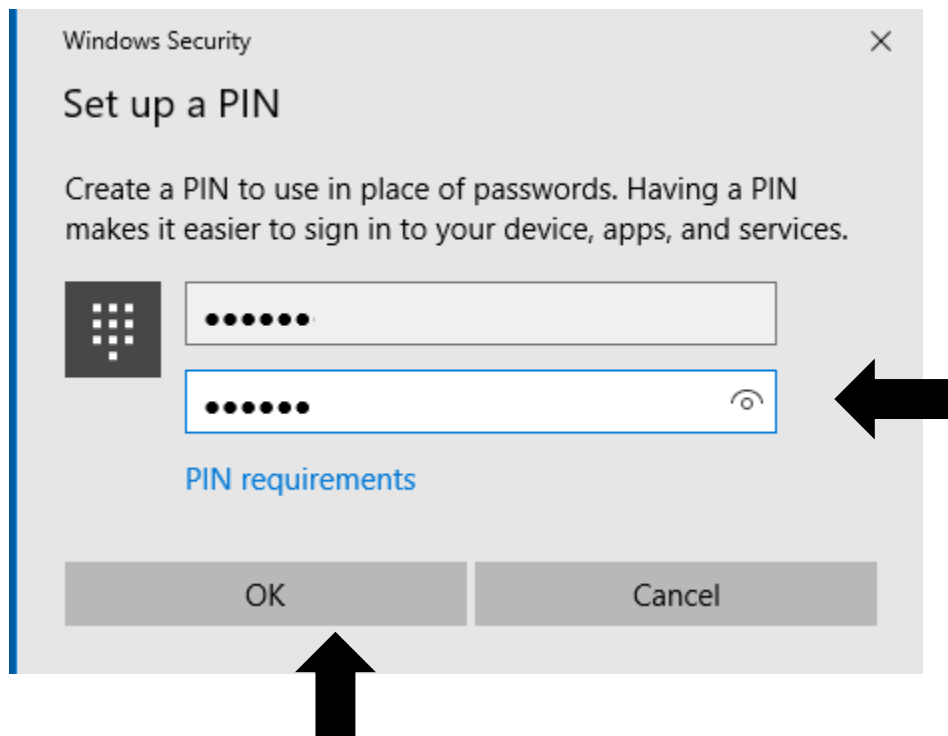 Windows Security
Set up a PIN
Create a PIN to use in place of passwords. Having a PIN
makes it easier to sign in to your device, apps, and services.
●●●●●●
●●●●●●
PIN requirements
OK
Cancel